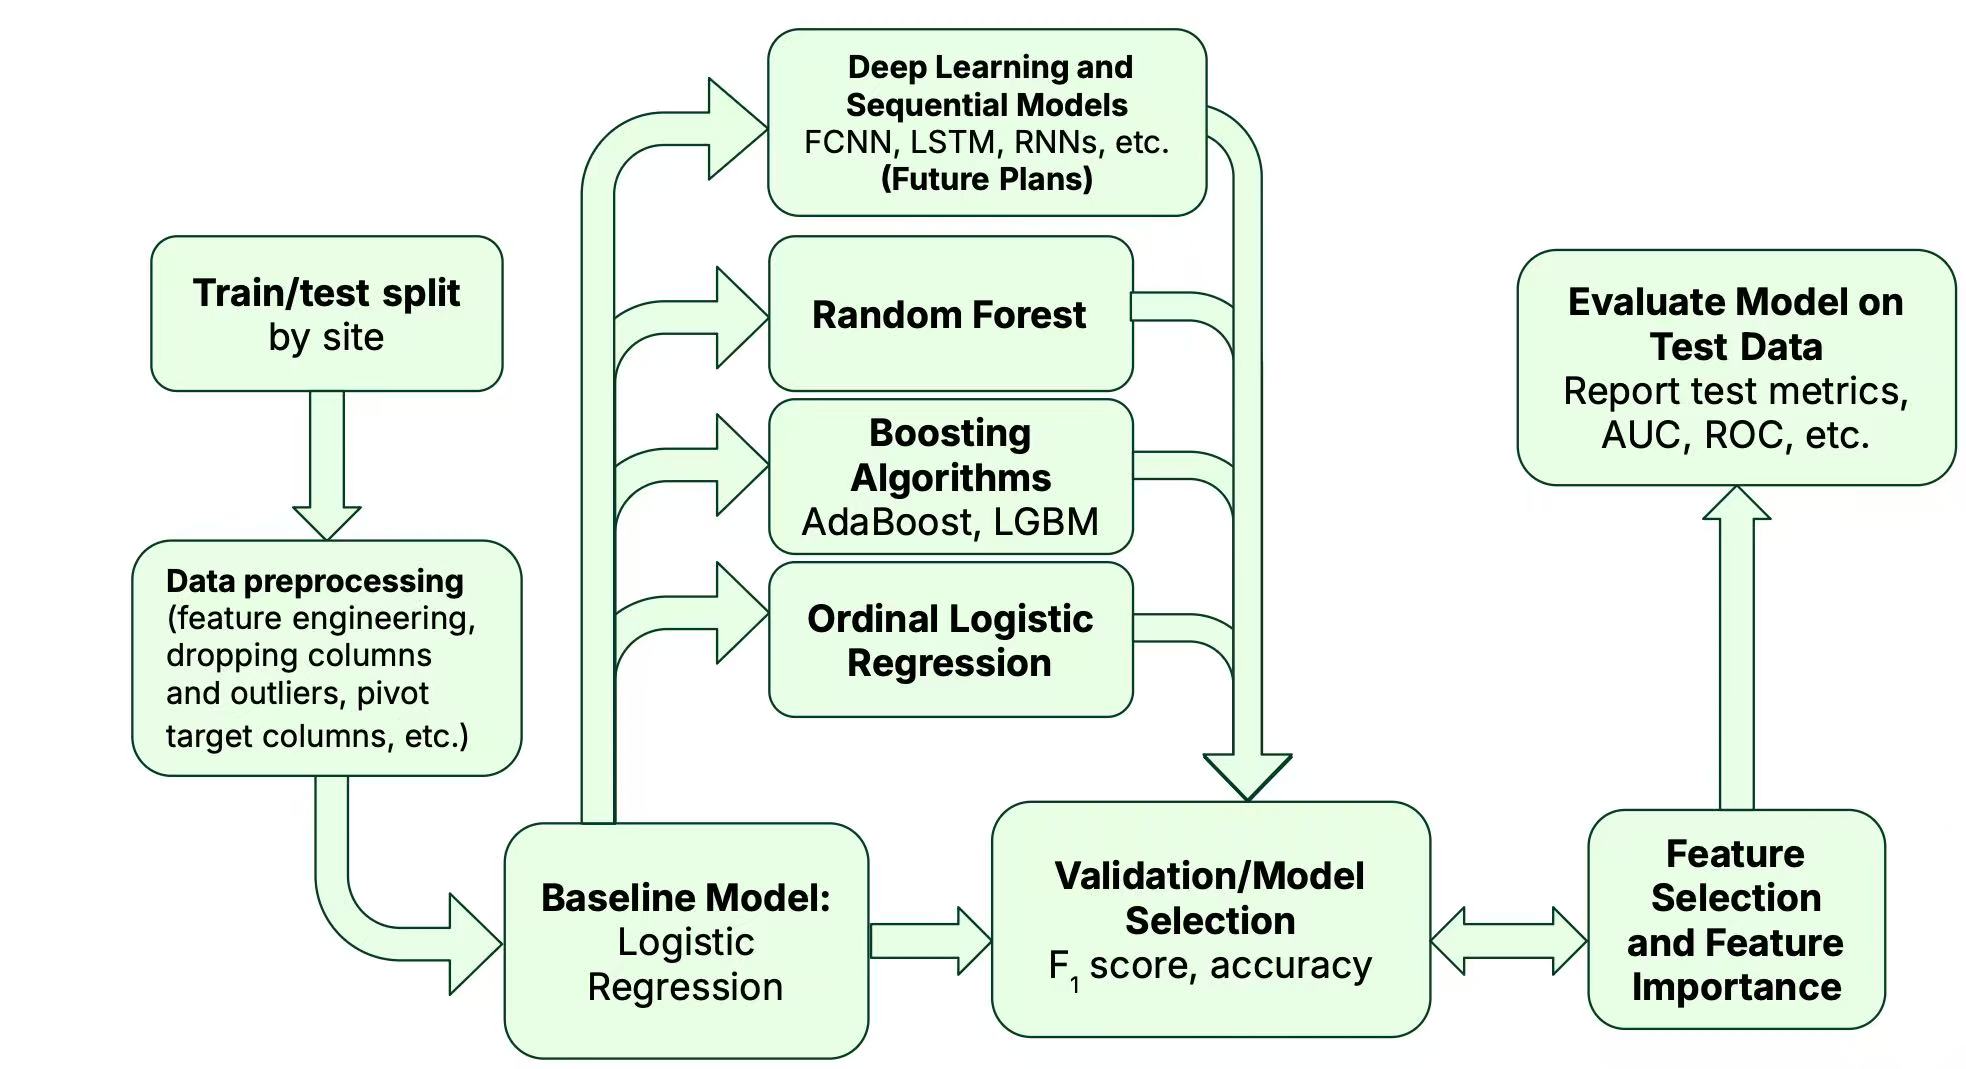 Train/test split
by site
Data preprocessing
(feature engineering,
dropping columns
and outliers, pivot
target columns, etc.)
Baseline Model:
Logistic
Regression
Deep Learning and
Sequential Models
FCNN, LSTM, RNNs, etc.
(Future Plans)
Random Forest
Boosting
Algorithms
AdaBoost, LGBM
Ordinal Logistic
Regression
Validation/Model
Selection
F₁ score, accuracy
Feature
Selection
and Feature
Importance
Evaluate Model on
Test Data
Report test metrics,
AUC, ROC, etc.